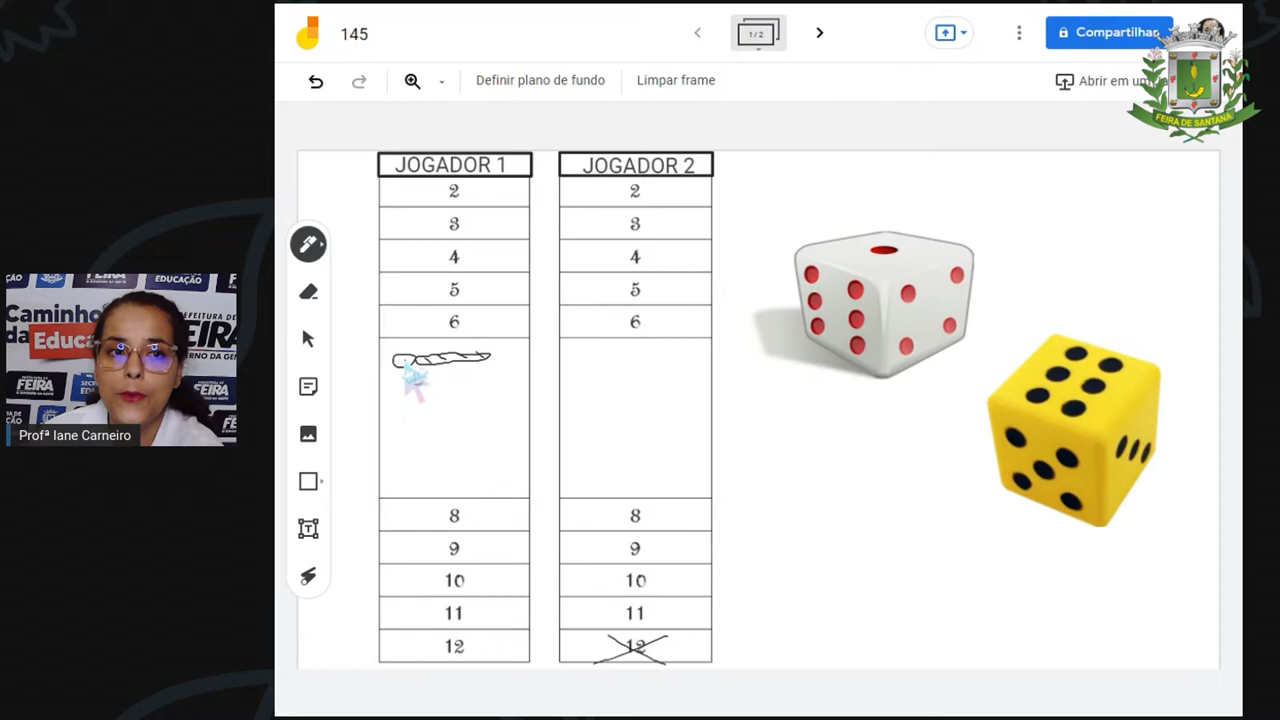 145
1 / 2
Compartilhar
Definir plano de fundo
Limpar frame
Abrir em um
FEIRA DE SANTANA
JOGADOR 1
2
3
4
5
6
8
9
10
11
12
JOGADOR 2
2
3
4
5
6
8
9
10
11
12
Caminho
da
Educa
EDUCAÇÃO
FEIRA
Profª Iane Carneiro